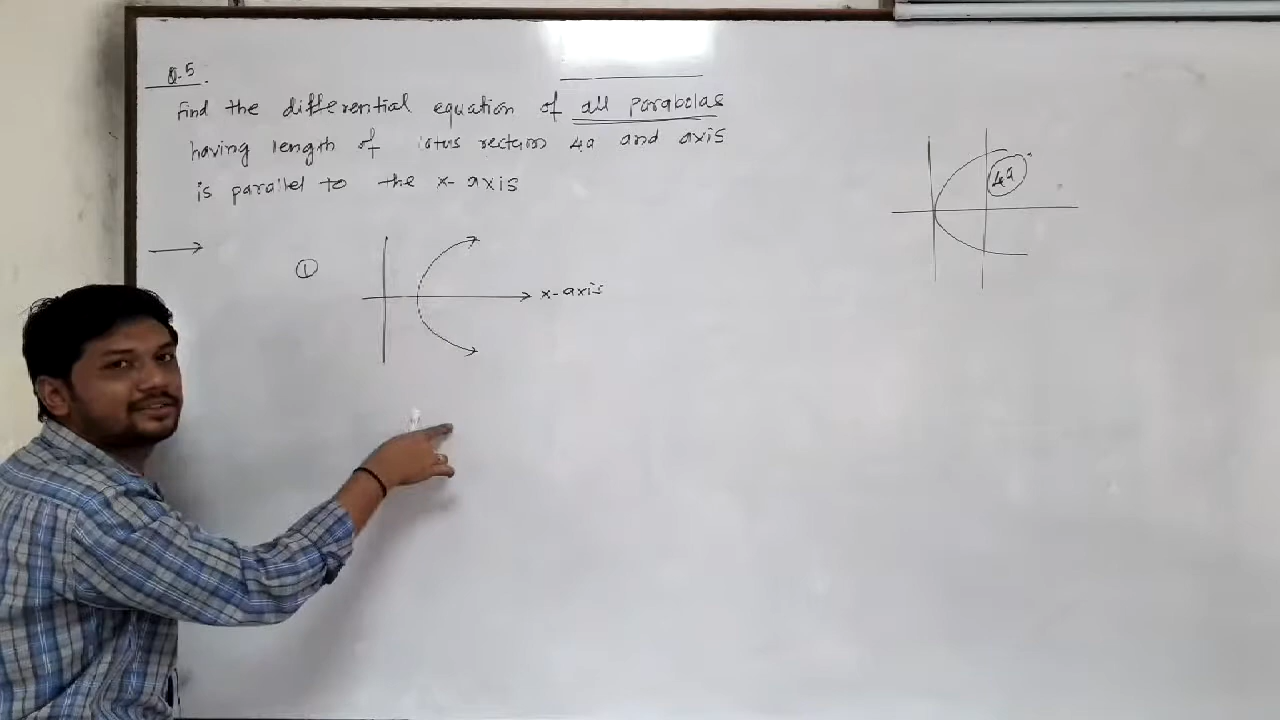 Q.5.
Find the differential equation of all parabolas
having length of latus rectum 4a and axis
is parallel to the x-axis
1
x-axis
4a